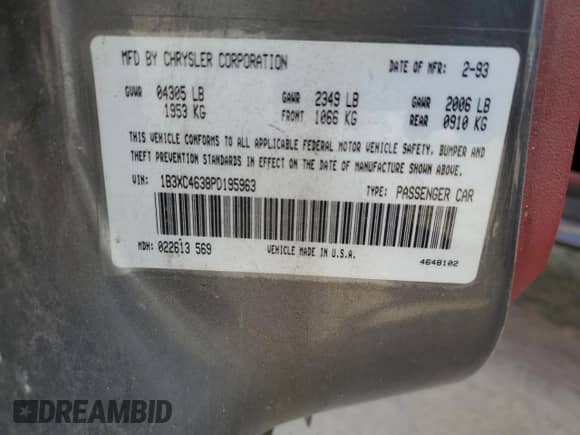 MFD BY CHRYSLER CORPORATION DATE OF MFR: 2-93
GVWR 04305 LB GAWR 2349 LB GAWR 2006 LB
1953 KG FRONT 1066 KG REAR 0910 KG
THIS VEHICLE CONFORMS TO ALL APPLICABLE FEDERAL MOTOR VEHICLE SAFETY, BUMPER AND
THEFT PREVENTION STANDARDS IN EFFECT ON THE DATE OF MANUFACTURE SHOWN ABOVE.
VIN: 1B3XC4638PD195963 TYPE: PASSENGER CAR
MDH: 022613 569 VEHICLE MADE IN U.S.A. 4648102
DREAMBID